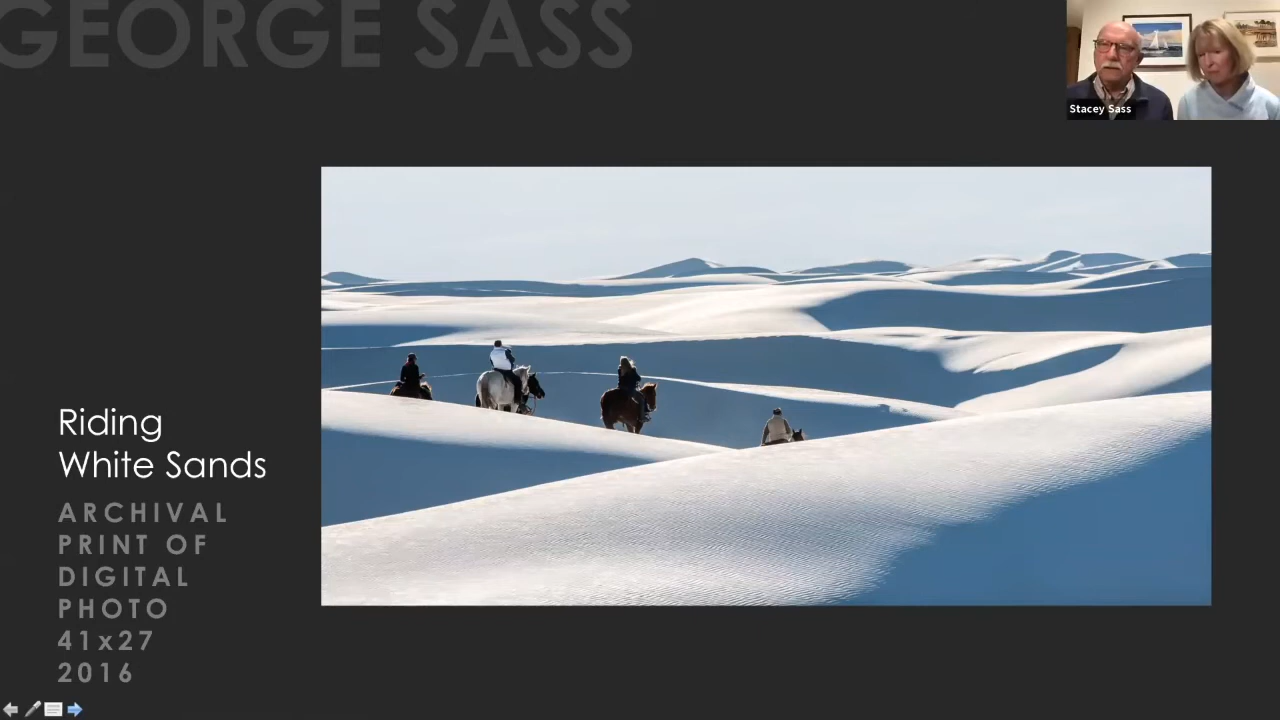 GEORGE SASS
Stacey Sass
Riding
White Sands
ARCHIVAL
PRINT OF
DIGITAL
PHOTO
41x27
2016